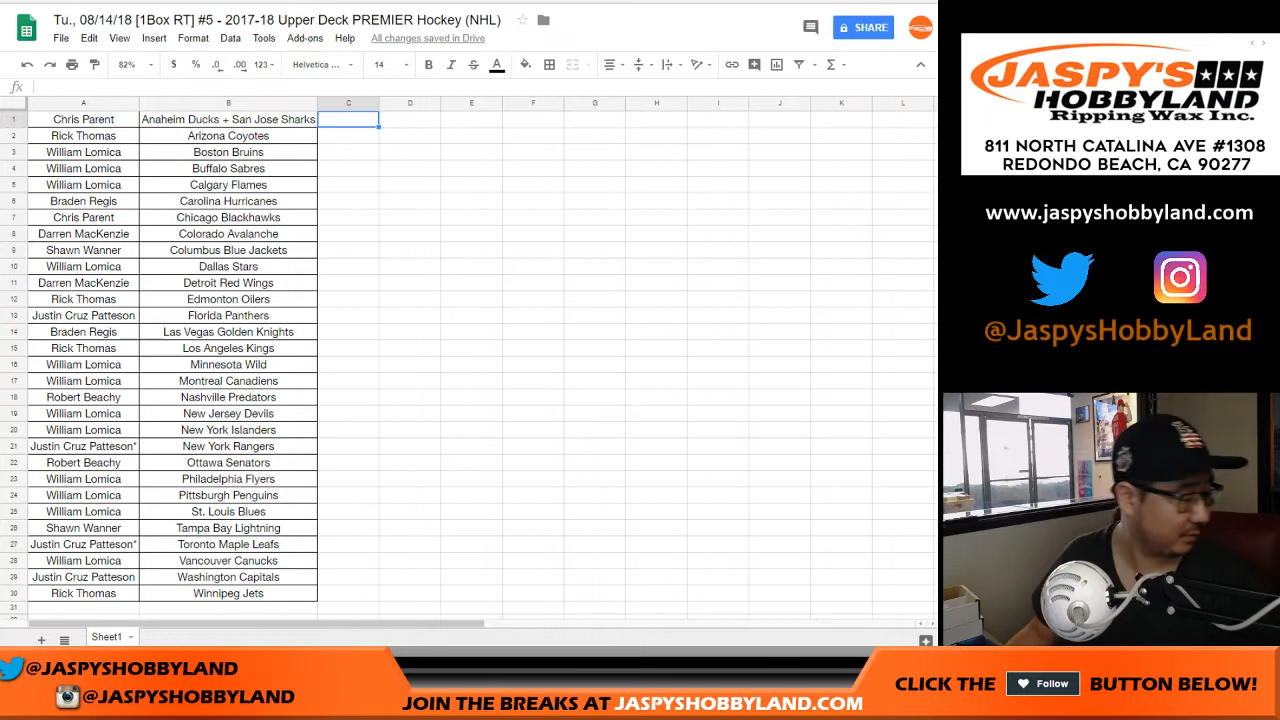 Tu., 08/14/18 [1Box RT] #5 - 2017-18 Upper Deck PREMIER Hockey (NHL)
SHARE
File Edit View Insert Format Data Tools Add-ons Help All changes saved in Drive
82% $ % .0 .00 123 Helvetica ... 14 B I S A
fx
A B C D E F G H I J K L
1 Chris Parent Anaheim Ducks + San Jose Sharks
2 Rick Thomas Arizona Coyotes
3 William Lomica Boston Bruins
4 William Lomica Buffalo Sabres
5 William Lomica Calgary Flames
6 Braden Regis Carolina Hurricanes
7 Chris Parent Chicago Blackhawks
8 Darren MacKenzie Colorado Avalanche
9 Shawn Wanner Columbus Blue Jackets
10 William Lomica Dallas Stars
11 Darren MacKenzie Detroit Red Wings
12 Rick Thomas Edmonton Oilers
13 Justin Cruz Patteson Florida Panthers
14 Braden Regis Las Vegas Golden Knights
15 Rick Thomas Los Angeles Kings
16 William Lomica Minnesota Wild
17 William Lomica Montreal Canadiens
18 Robert Beachy Nashville Predators
19 William Lomica New Jersey Devils
20 William Lomica New York Islanders
21 Justin Cruz Patteson* New York Rangers
22 Robert Beachy Ottawa Senators
23 William Lomica Philadelphia Flyers
24 William Lomica Pittsburgh Penguins
25 William Lomica St. Louis Blues
26 Shawn Wanner Tampa Bay Lightning
27 Justin Cruz Patteson* Toronto Maple Leafs
28 William Lomica Vancouver Canucks
29 Justin Cruz Patteson Washington Capitals
30 Rick Thomas Winnipeg Jets
31
Sheet1
JASPY'S
HOBBYLAND
Ripping Wax Inc.
811 NORTH CATALINA AVE #1308
REDONDO BEACH, CA 90277
www.jaspyshobbyland.com
@JaspysHobbyLand
@JASPYSHOBBYLAND
@JASPYSHOBBYLAND
JOIN THE BREAKS AT JASPYSHOBBYLAND.COM
CLICK THE Follow BUTTON BELOW!